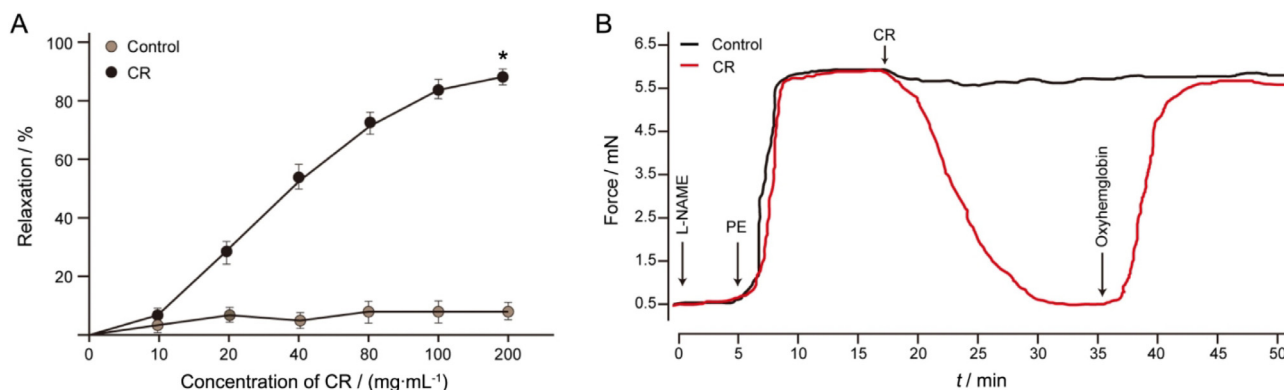 A
100
80
60
40
20
Relaxation / %
Control
CR
*
0
10
20
40
80
100
200
Concentration of CR / (mg·mL⁻¹)
B
6.5
5.5
4.5
3.5
2.5
1.5
0.5
Force / mN
Control
CR
CR
L-NAME
PE
Oxyhemglobin
0
5
10
15
20
25
30
35
40
45
50
t / min